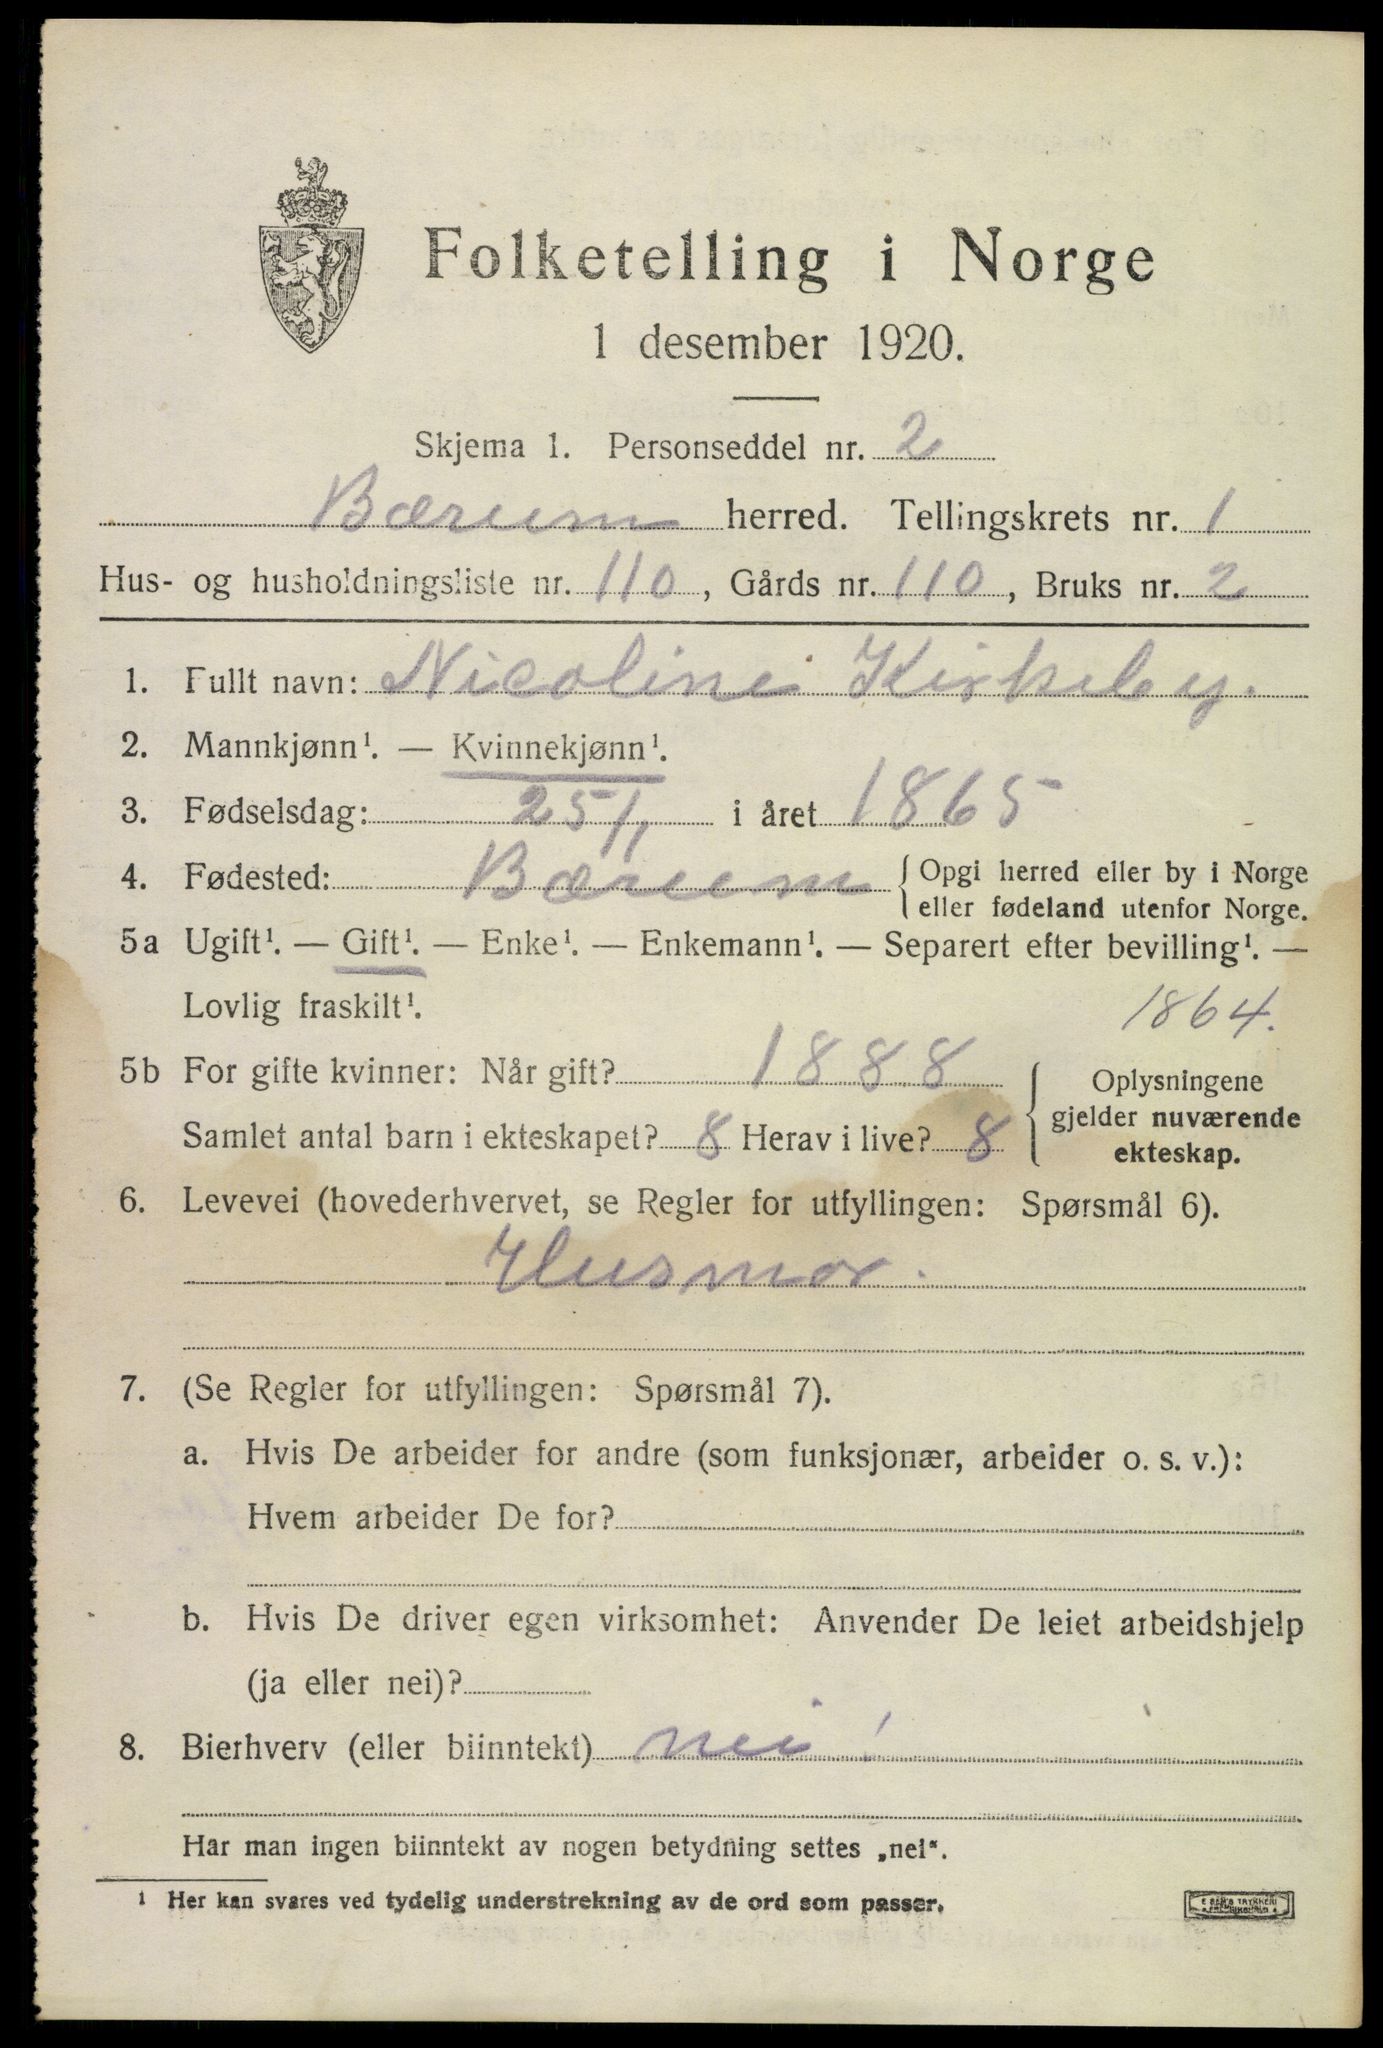 Folketelling i Norge
1 desember 1920.
Skjema 1. Personseddel nr. 2
Bærum herred. Tellingskrets nr. 1
Hus- og husholdningsliste nr. 110, Gårds nr. 110, Bruks nr. 2
1. Fullt navn: Nicoline Kirkeby.
2. Mannkjønn¹. — Kvinnekjønn¹.
3. Fødselsdag: 25/1 i året 1865
4. Fødested: Bærum { Opgi herred eller by i Norge
eller fødeland utenfor Norge.
5a Ugift¹. — Gift¹. — Enke¹. — Enkemann¹. — Separert efter bevilling¹. —
Lovlig fraskilt¹.
1864.
5b For gifte kvinner: Når gift? 1888
Samlet antal barn i ekteskapet? 8 Herav i live? 8
Oplysningene
gjelder nuværende
ekteskap.
6. Levevei (hovederhvervet, se Regler for utfyllingen: Spørsmål 6).
Husmor.
7. (Se Regler for utfyllingen: Spørsmål 7).
a. Hvis De arbeider for andre (som funksjonær, arbeider o. s. v.):
Hvem arbeider De for?
b. Hvis De driver egen virksomhet: Anvender De leiet arbeidshjelp
(ja eller nei)?
8. Bierhverv (eller biinntekt) nei!
Har man ingen biinntekt av nogen betydning settes „nei“.
¹ Her kan svares ved tydelig understrekning av de ord som passer.